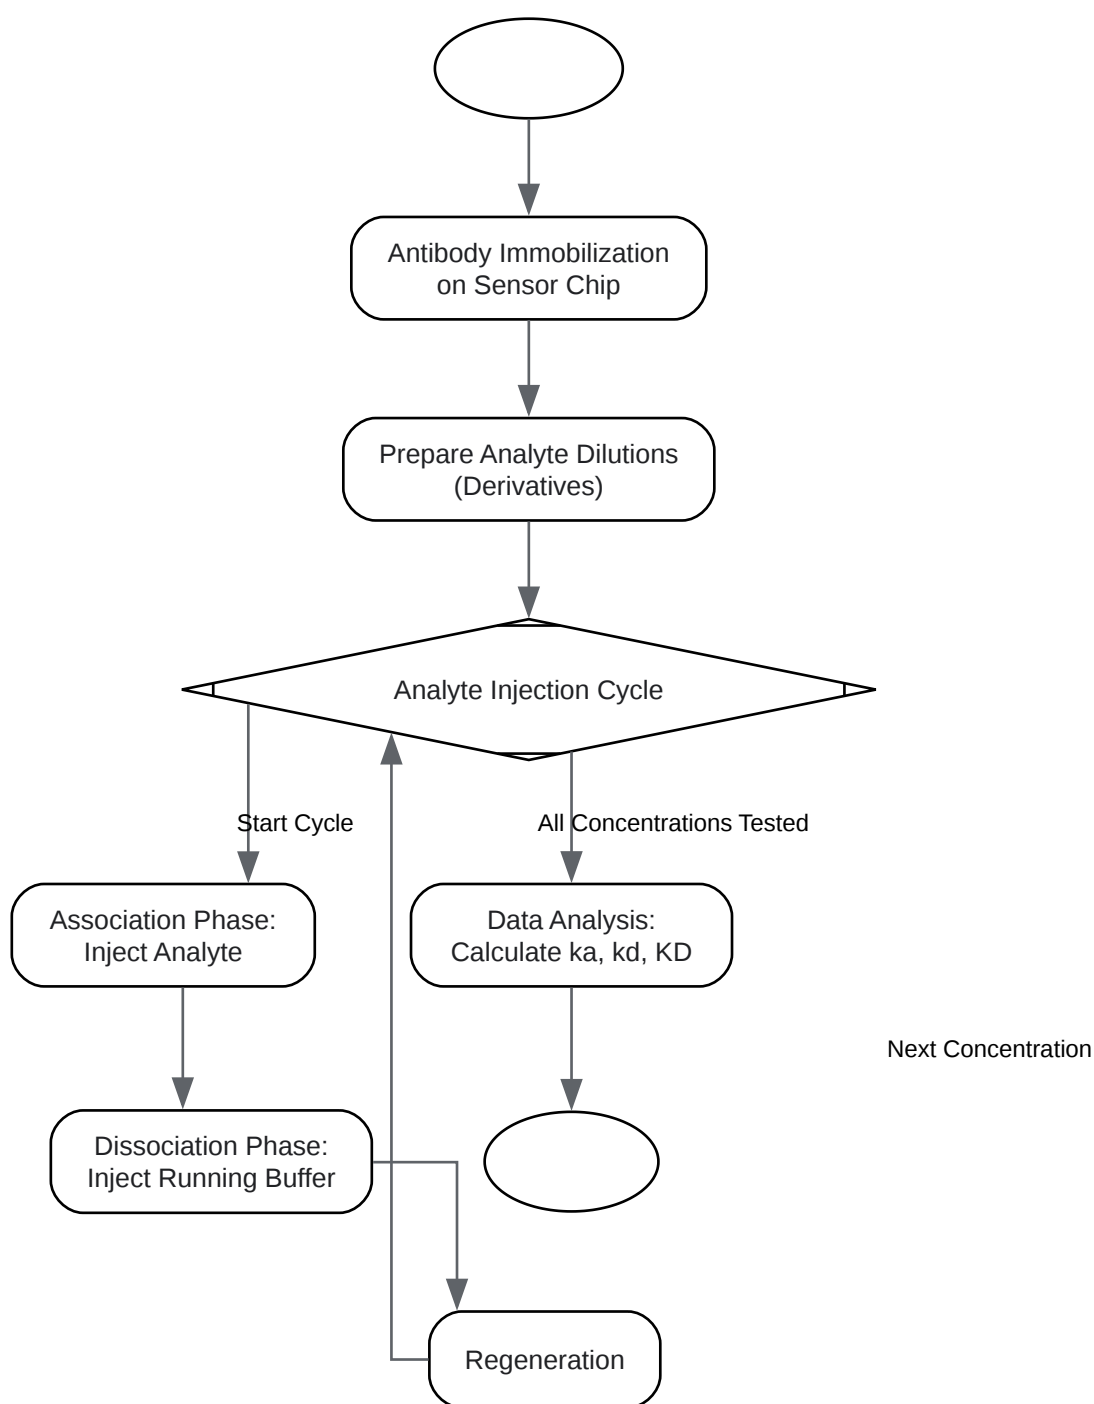 Antibody Immobilization
on Sensor Chip
Prepare Analyte Dilutions
(Derivatives)
Analyte Injection Cycle
Start Cycle
All Concentrations Tested
Association Phase:
Inject Analyte
Data Analysis:
Calculate ka, kd, KD
Next Concentration
Dissociation Phase:
Inject Running Buffer
Regeneration